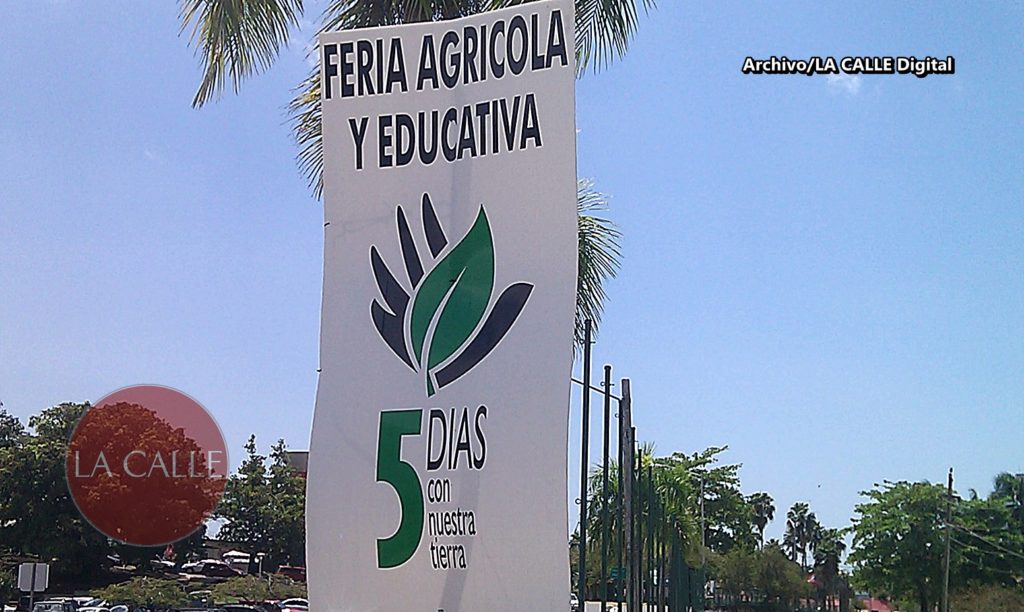 FERIA AGRICOLA
Y EDUCATIVA
5 DIAS
con
nuestra
tierra
Archivo/LA CALLE Digital
LA CALLE